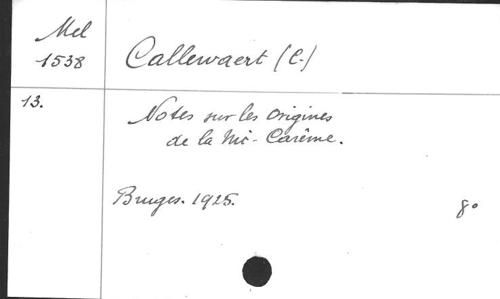 Mel
1538
Callewaert (C.)
13.
Notes sur les origines
de la Mi-Carême.
Bruges. 1925.
8°